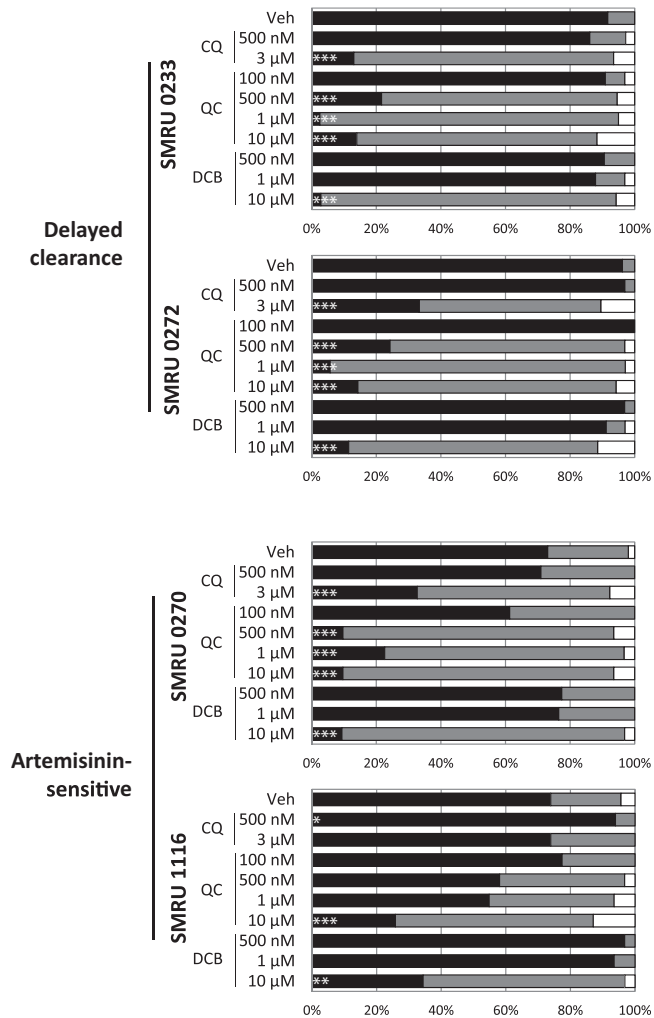 Delayed
clearance
SMRU 0233
Veh
CQ
500 nM
3 µM ***
QC
100 nM
500 nM ***
1 µM ***
10 µM ***
DCB
500 nM
1 µM
10 µM ***
0% 20% 40% 60% 80% 100%
SMRU 0272
Veh
CQ
500 nM
3 µM ***
QC
100 nM
500 nM ***
1 µM ***
10 µM ***
DCB
500 nM
1 µM
10 µM ***
0% 20% 40% 60% 80% 100%
Artemisinin-
sensitive
SMRU 0270
Veh
CQ
500 nM
3 µM ***
QC
100 nM
500 nM ***
1 µM ***
10 µM ***
DCB
500 nM
1 µM
10 µM ***
0% 20% 40% 60% 80% 100%
SMRU 1116
Veh
CQ
500 nM *
3 µM
QC
100 nM
500 nM
1 µM
10 µM ***
DCB
500 nM
1 µM
10 µM **
0% 20% 40% 60% 80% 100%